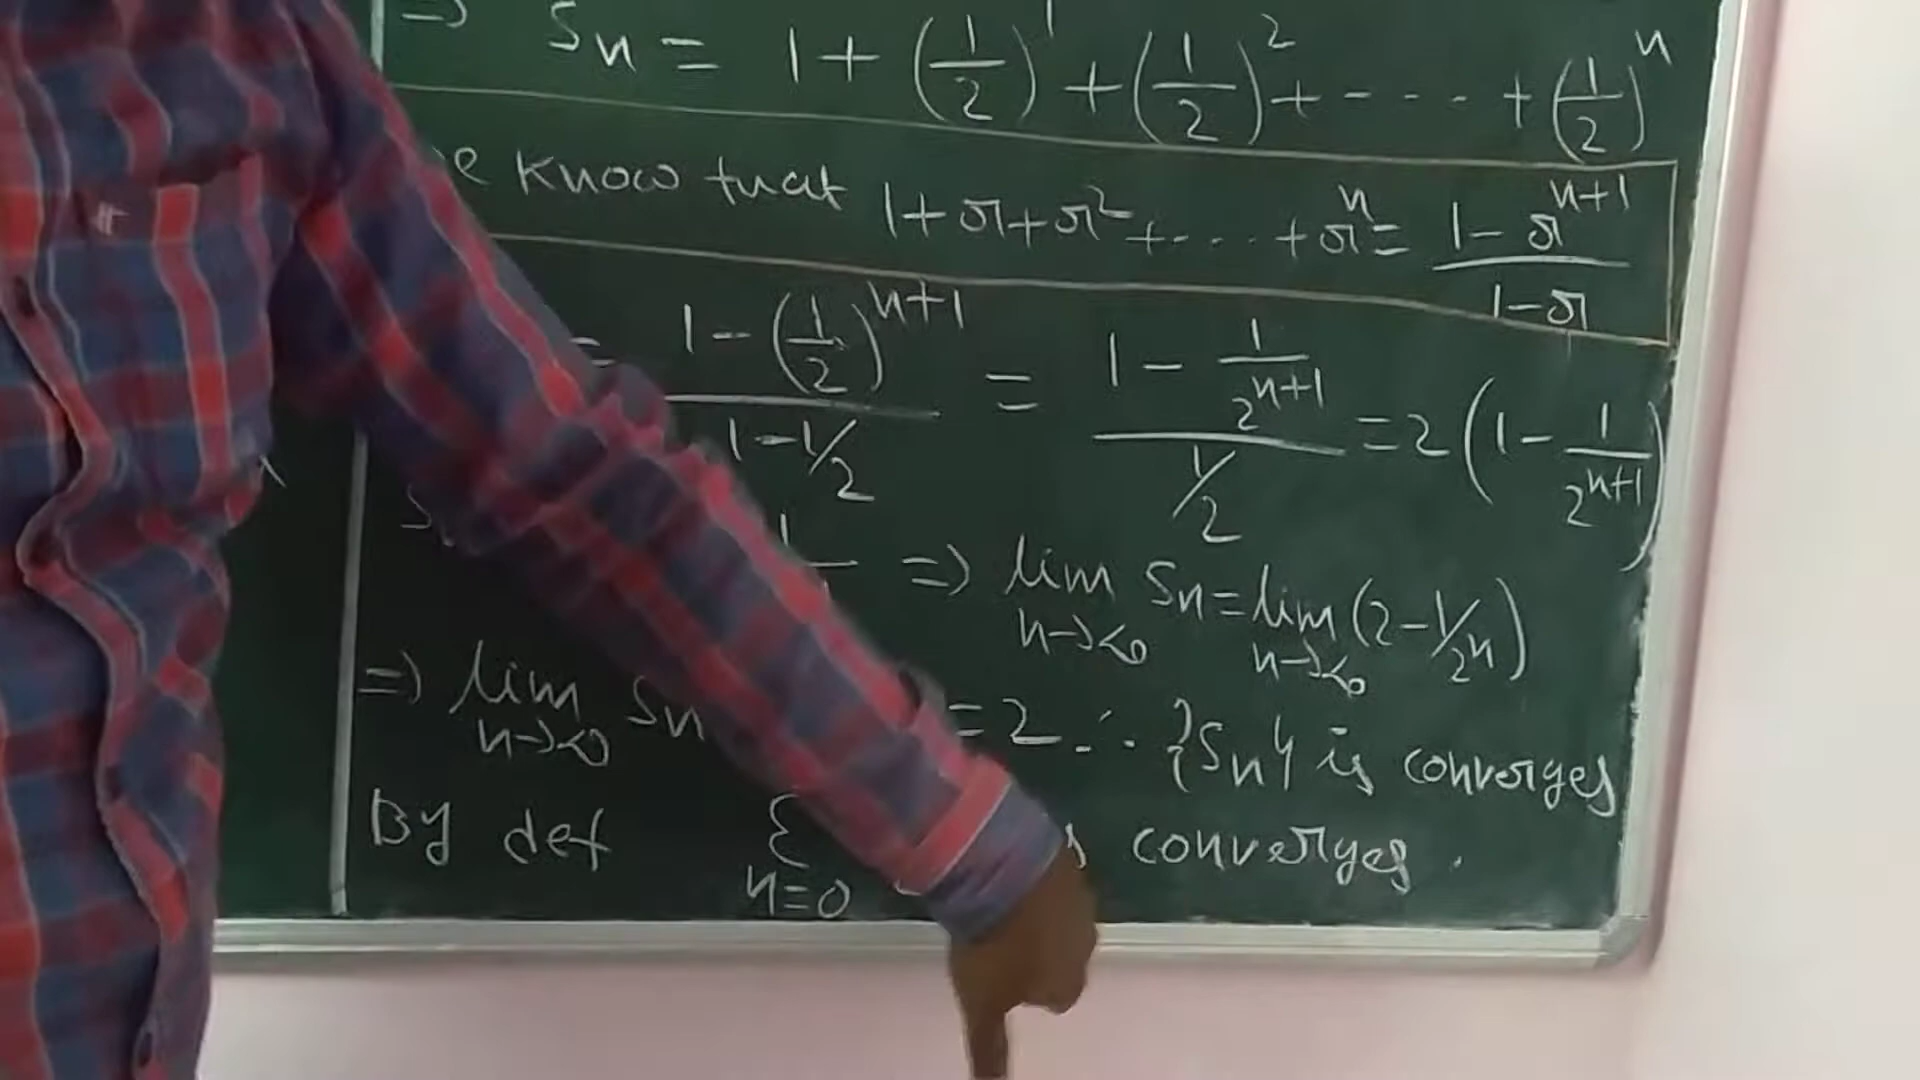 => Sn = 1 + (1/2)^1 + (1/2)^2 + - - - - + (1/2)^n
e know that 1 + r + r^2 + - - - - + r^n = (1 - r^(n+1))/(1 - r)
= (1 - (1/2)^(n+1))/(1 - 1/2) = (1 - 1/2^(n+1))/(1/2) = 2(1 - 1/2^(n+1))
=> lim n->∞ Sn = lim n->∞ (2 - 1/2^n)
=> lim n->∞ Sn = 2 ∴ {Sn} is converges
By def Σ n=0 converges.